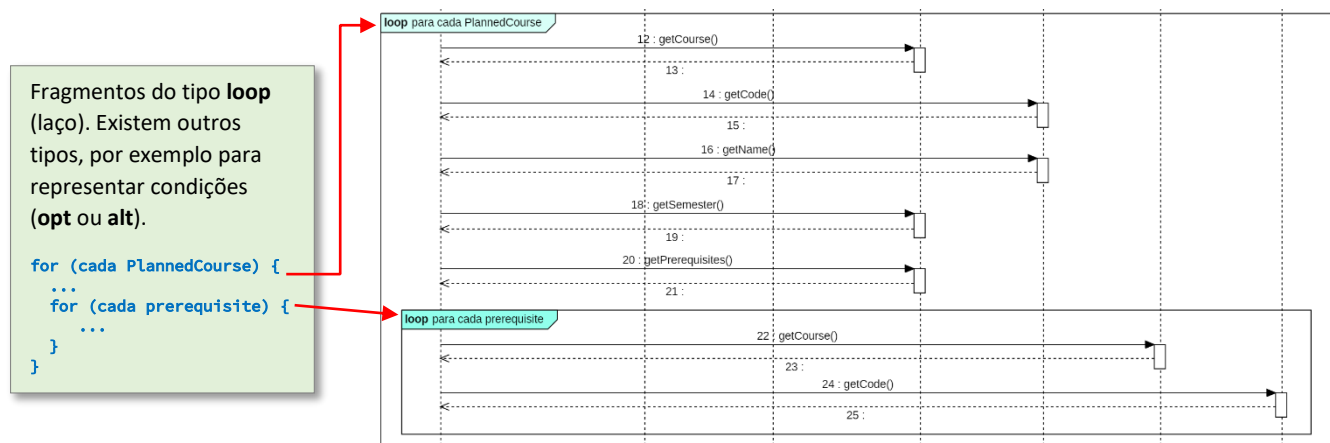 Fragmentos do tipo loop
(laço). Existem outros
tipos, por exemplo para
representar condições
(opt ou alt).
for (cada PlannedCourse) {
...
for (cada prerequisite) {
...
}
}
loop para cada PlannedCourse
12 : getCourse()
13 :
14 : getCode()
15 :
16 : getName()
17 :
18 : getSemester()
19 :
20 : getPrerequisites()
21 :
loop para cada prerequisite
22 : getCourse()
23 :
24 : getCode()
25 :